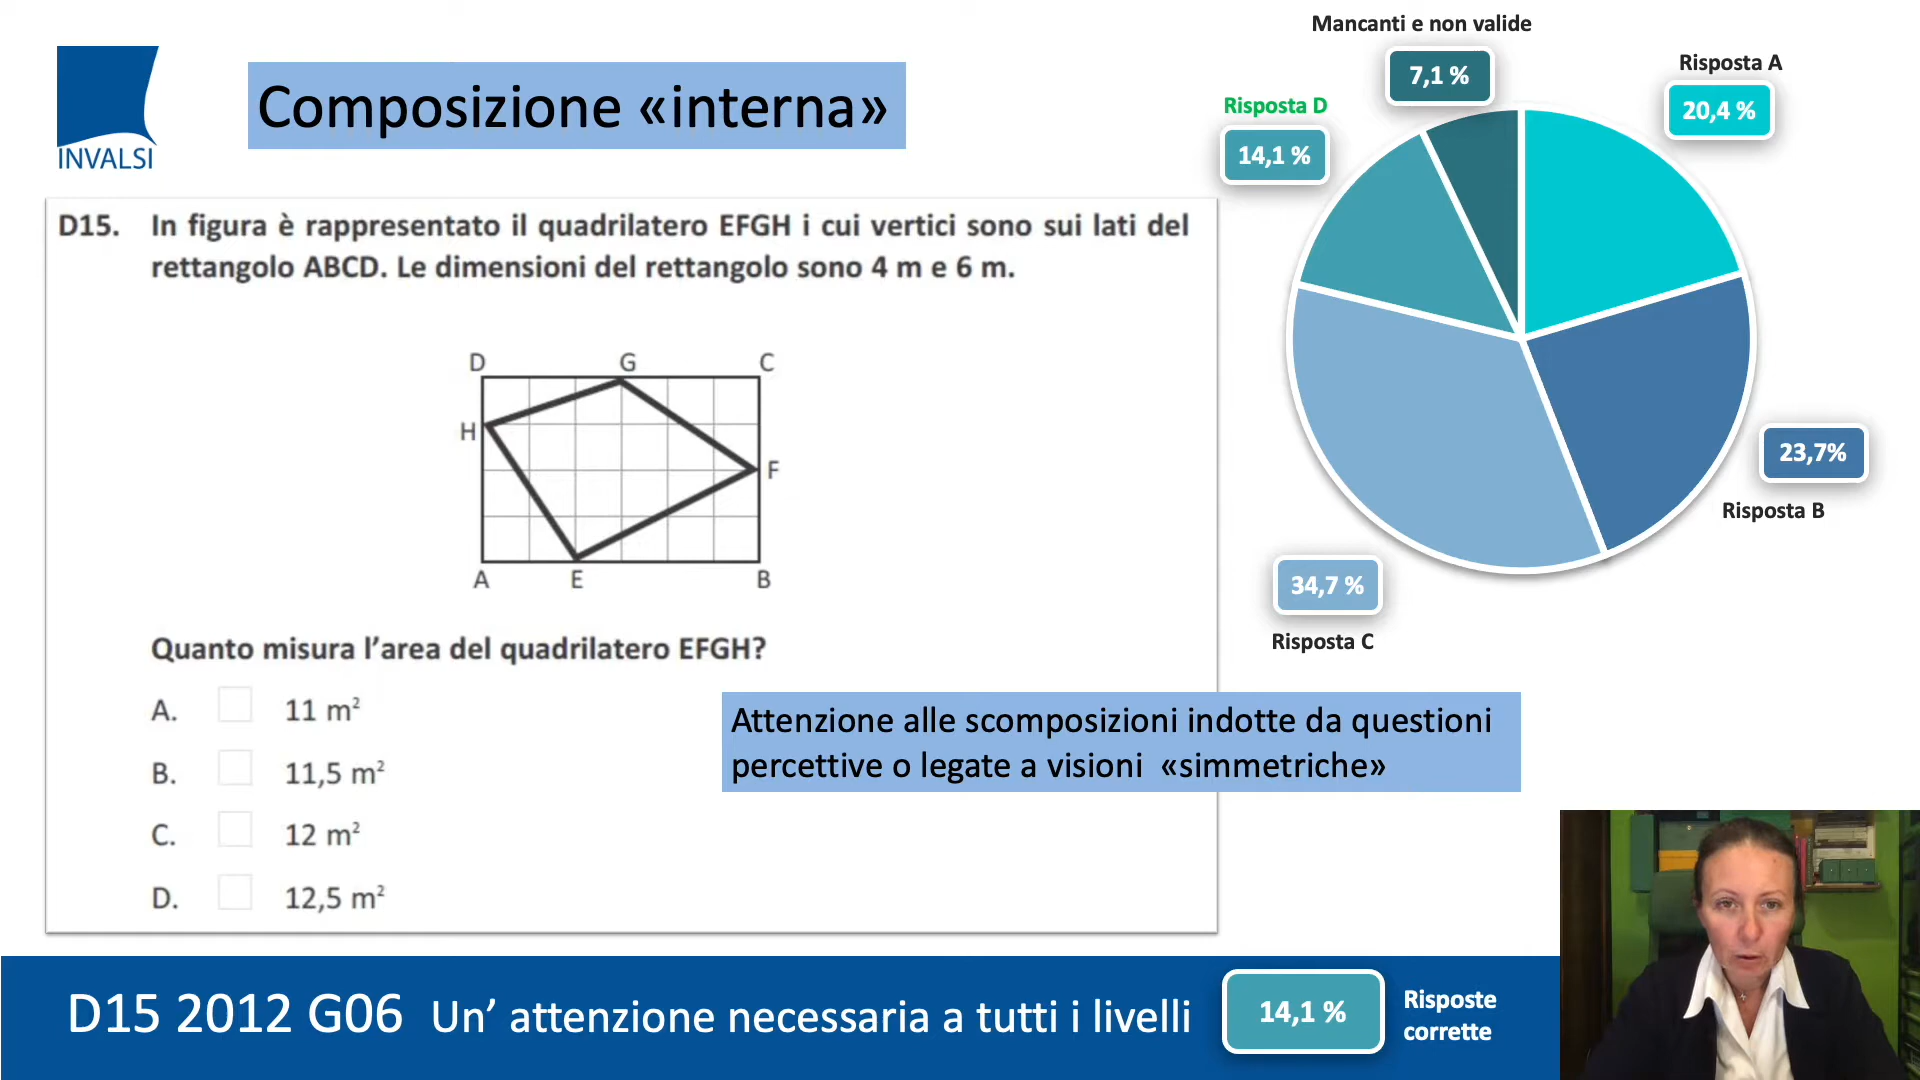 INVALSI
Composizione «interna»
D15. In figura è rappresentato il quadrilatero EFGH i cui vertici sono sui lati del
rettangolo ABCD. Le dimensioni del rettangolo sono 4 m e 6 m.
D G C
H
F
A E B
Quanto misura l’area del quadrilatero EFGH?
A. 11 m²
B. 11,5 m²
C. 12 m²
D. 12,5 m²
Mancanti e non valide
7,1 %
Risposta A
20,4 %
Risposta D
14,1 %
23,7%
Risposta B
34,7 %
Risposta C
Attenzione alle scomposizioni indotte da questioni
percettive o legate a visioni «simmetriche»
D15 2012 G06 Un’ attenzione necessaria a tutti i livelli
14,1 %
Risposte
corrette